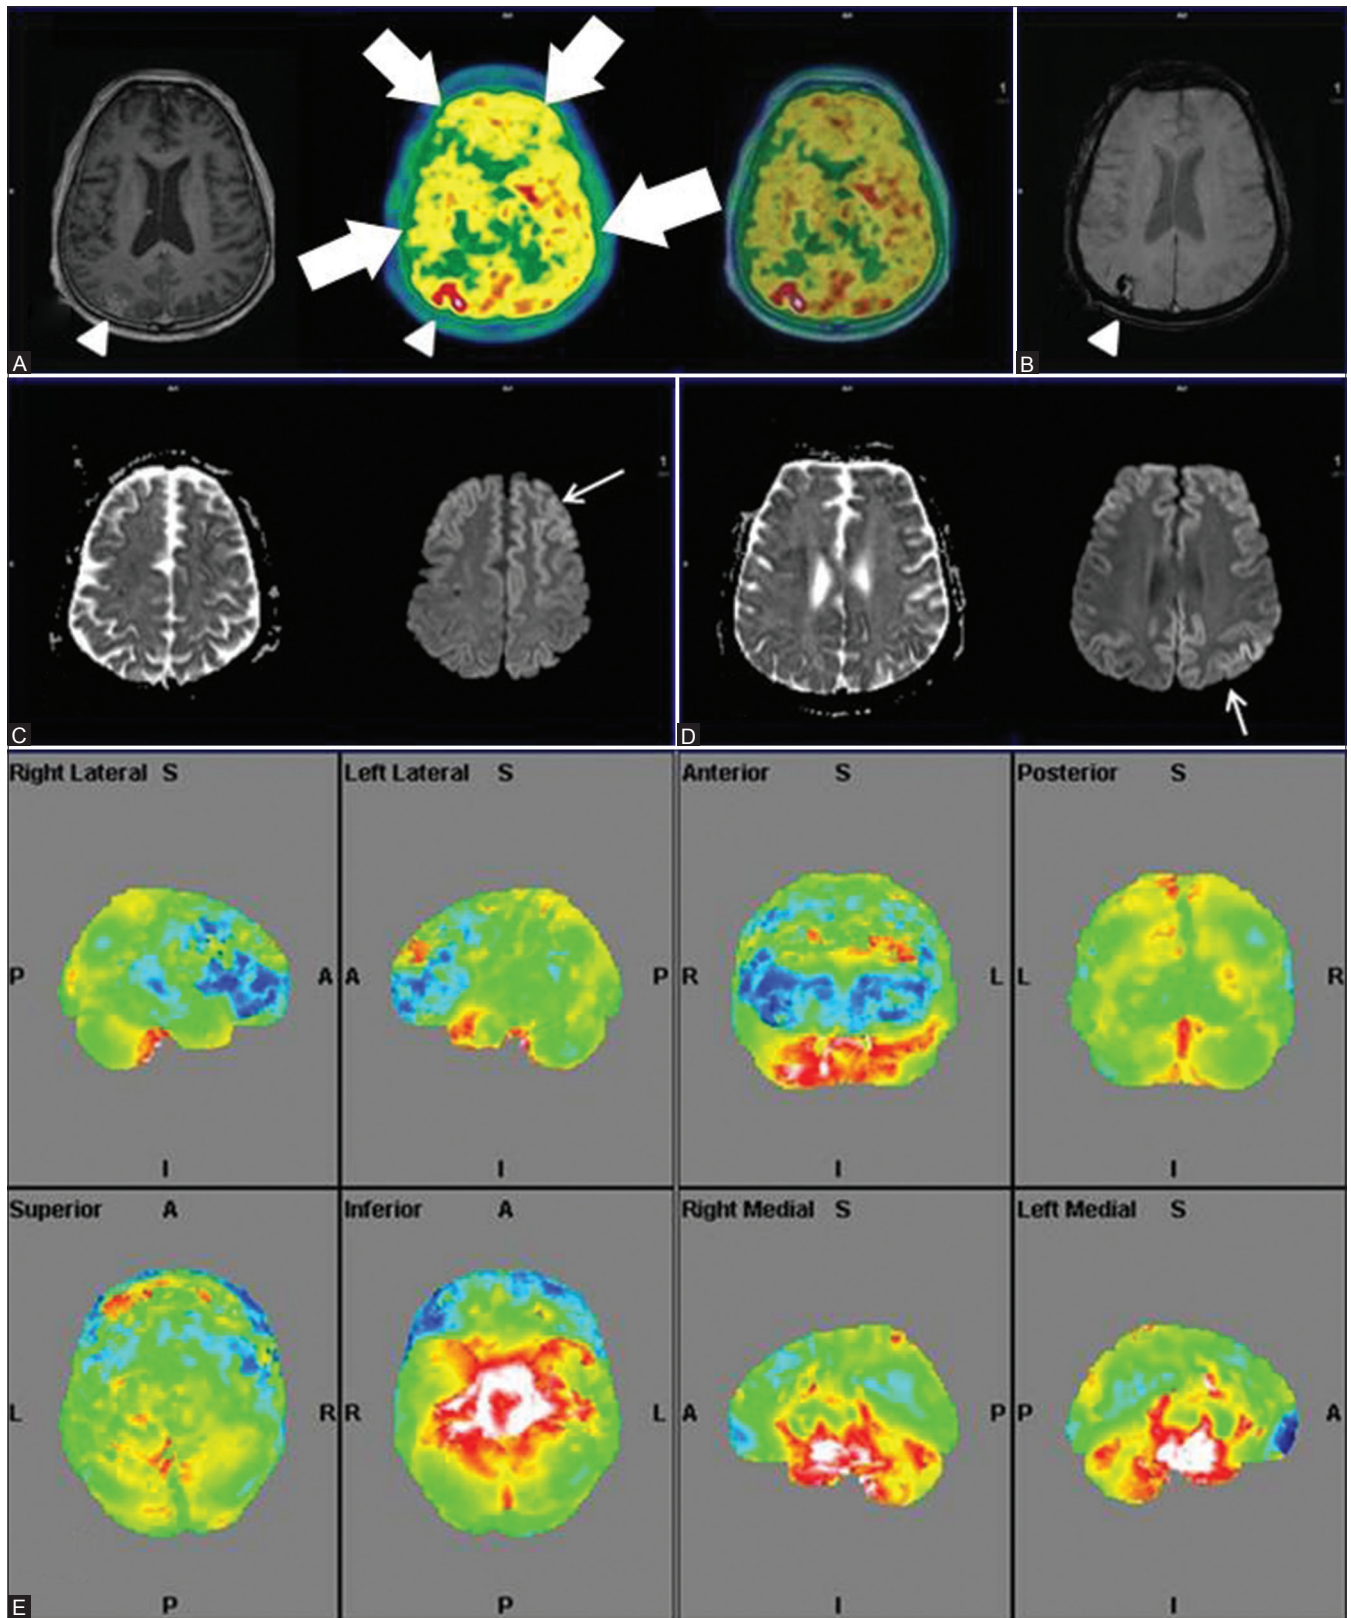 A
B
1
1
C
D
1
1
Right Lateral S
P
A
I
Left Lateral S
A
P
I
Anterior S
R
L
I
Posterior S
L
R
I
Superior A
L
R
P
Inferior A
R
L
P
Right Medial S
A
P
I
Left Medial S
P
A
I
E